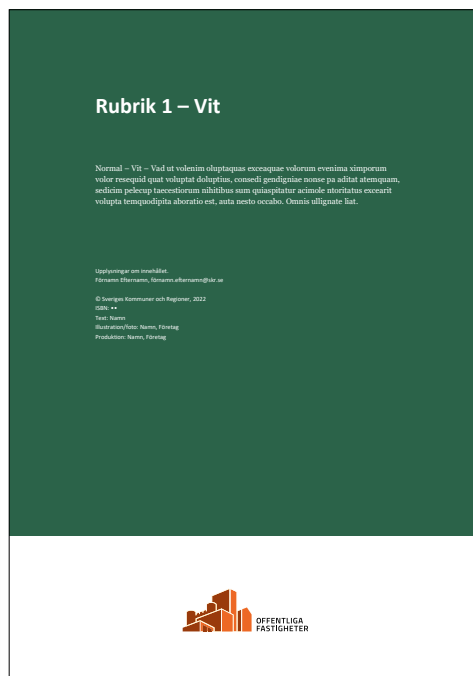 Rubrik 1 – Vit
Normal – Vit – Vad ut volenim oluptaquas exceaquae volorum evenima ximporum
volor resequid quat voluptat doluptius, consedi gendigniae nonse pa aditat atemquam,
sedicim pelecup taecestiorum nihitibus sum quiaspitatur acimole ntoritatus excearit
volupta temquodipita aboratio est, auta nesto occabo. Omnis ullignate liat.
Upplysningar om innehållet.
Förnamn Efternamn, förnamn.efternamn@skr.se
© Sveriges Kommuner och Regioner, 2022
ISBN: ••
Text: Namn
Illustration/foto: Namn, Företag
Produktion: Namn, Företag
OFFENTLIGA
FASTIGHETER